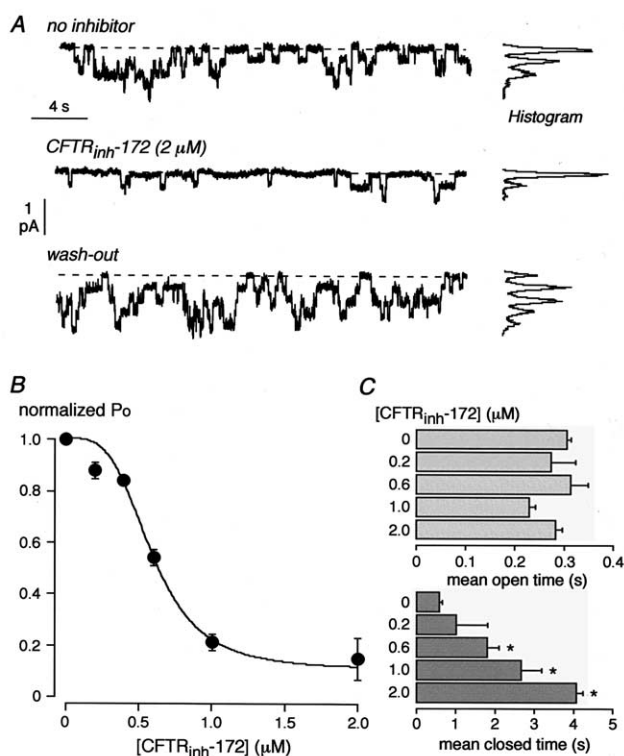 A
no inhibitor
4 s
Histogram
CFTRinh-172 (2 µM)
1
pA
wash-out
B
normalized Po
1.0
0.8
0.6
0.4
0.2
0
0.0
0.5
1.0
1.5
2.0
[CFTRinh-172] (µM)
C
[CFTRinh-172] (µM)
0
0.2
0.6
1.0
2.0
0
0.1
0.2
0.3
0.4
mean open time (s)
0
0.2
0.6 *
1.0 *
2.0 *
0 1 2 3 4 5
mean closed time (s)